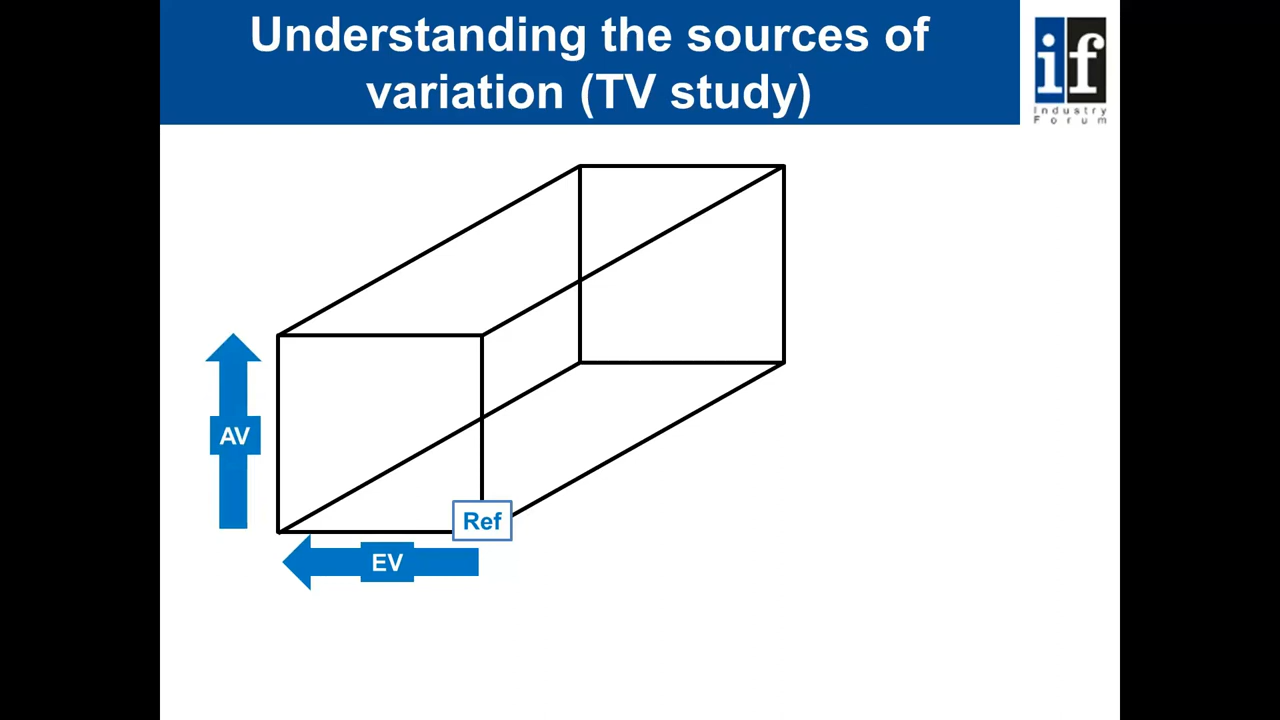 Understanding the sources of
variation (TV study)
if
Industry
Forum
AV
Ref
EV